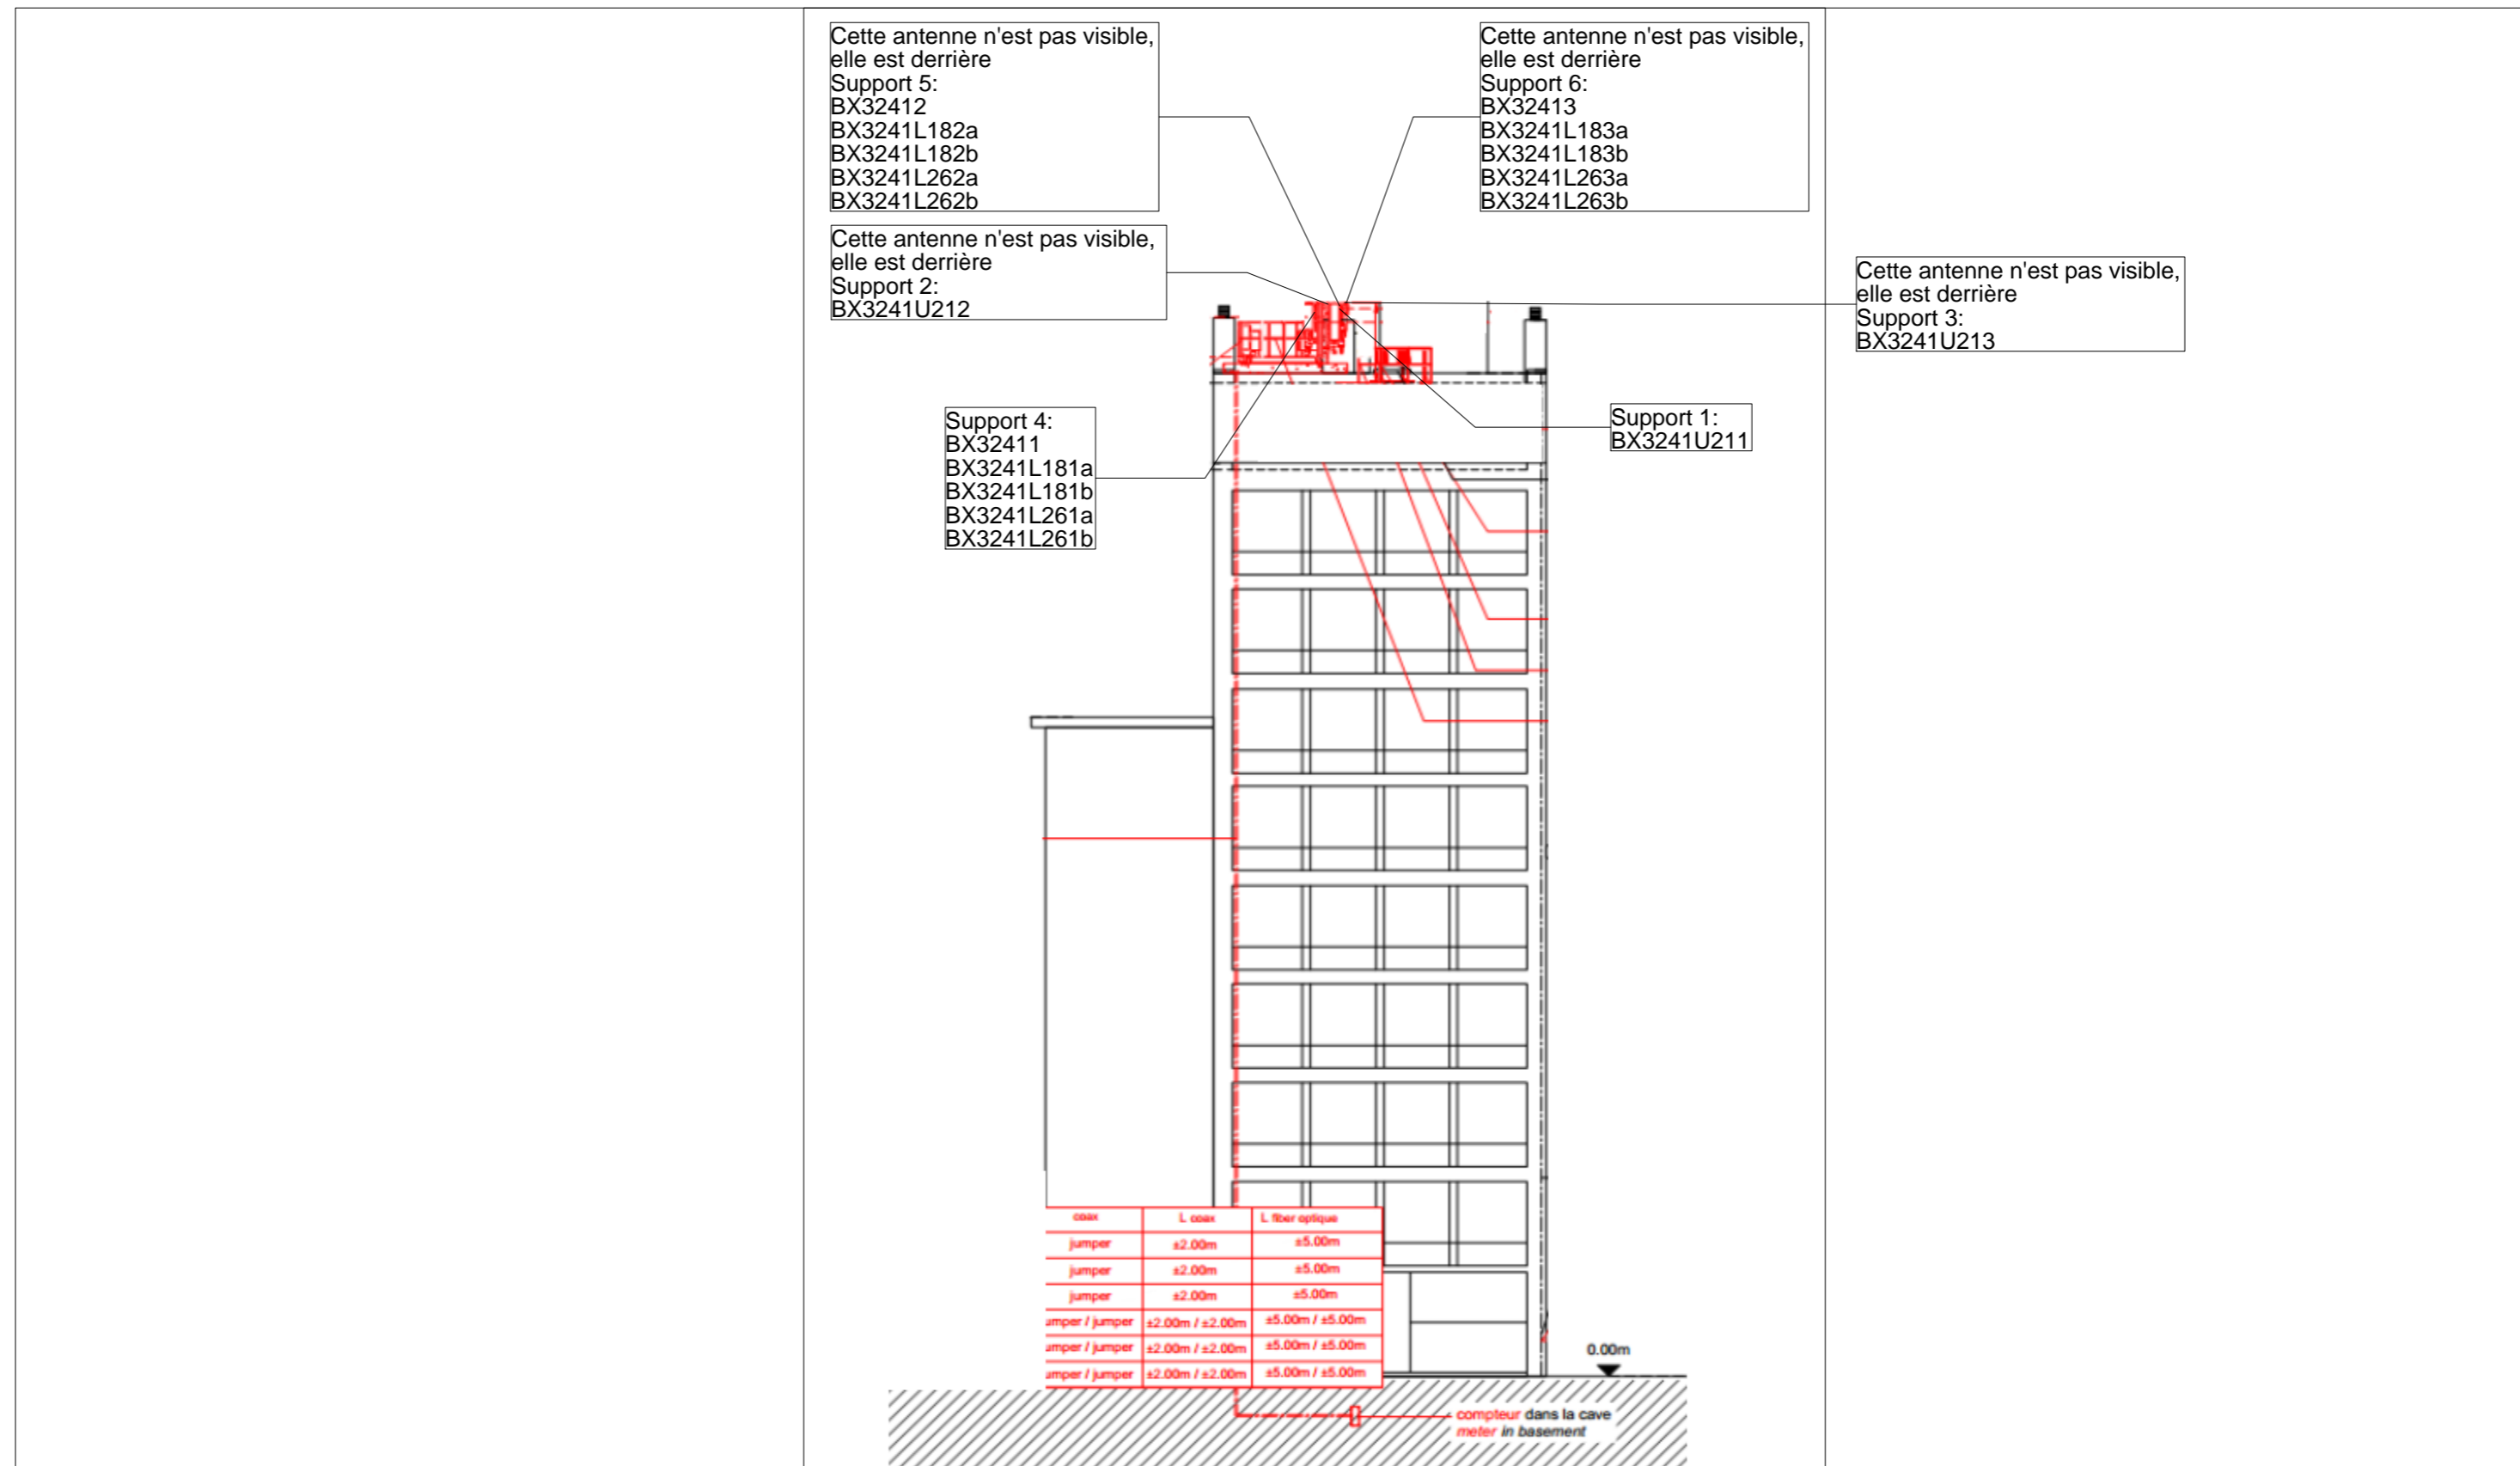 Cette antenne n'est pas visible,
elle est derrière
Support 5:
BX32412
BX3241L182a
BX3241L182b
BX3241L262a
BX3241L262b
Cette antenne n'est pas visible,
elle est derrière
Support 6:
BX32413
BX3241L183a
BX3241L183b
BX3241L263a
BX3241L263b
Cette antenne n'est pas visible,
elle est derrière
Support 2:
BX3241U212
Cette antenne n'est pas visible,
elle est derrière
Support 3:
BX3241U213
Support 4:
BX32411
BX3241L181a
BX3241L181b
BX3241L261a
BX3241L261b
Support 1:
BX3241U211
coax L coax L fiber optique
jumper ±2.00m ±5.00m
jumper ±2.00m ±5.00m
jumper ±2.00m ±5.00m
umper / jumper ±2.00m / ±2.00m ±5.00m / ±5.00m
umper / jumper ±2.00m / ±2.00m ±5.00m / ±5.00m
umper / jumper ±2.00m / ±2.00m ±5.00m / ±5.00m
0.00m
compteur dans la cave
meter in basement